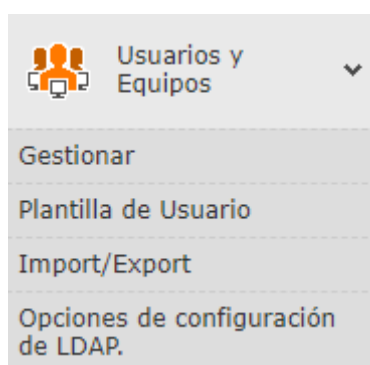 Usuarios y
Equipos
Gestionar
Plantilla de Usuario
Import/Export
Opciones de configuración
de LDAP.